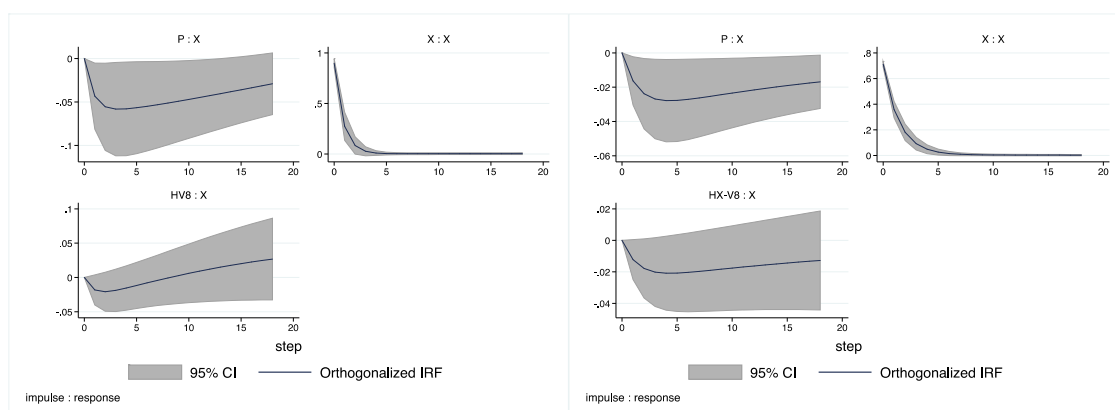 P : X
X : X
0
-.05
-.1
0 5 10 15 20
1
.5
0
0 5 10 15 20
HV8 : X
.1
.05
0
-.05
0 5 10 15 20
step
95% CI
Orthogonalized IRF
impulse : response
P : X
X : X
0
-.02
-.04
-.06
0 5 10 15 20
.8
.6
.4
.2
0
0 5 10 15 20
HX-V8 : X
.02
0
-.02
-.04
0 5 10 15 20
step
95% CI
Orthogonalized IRF
impulse : response